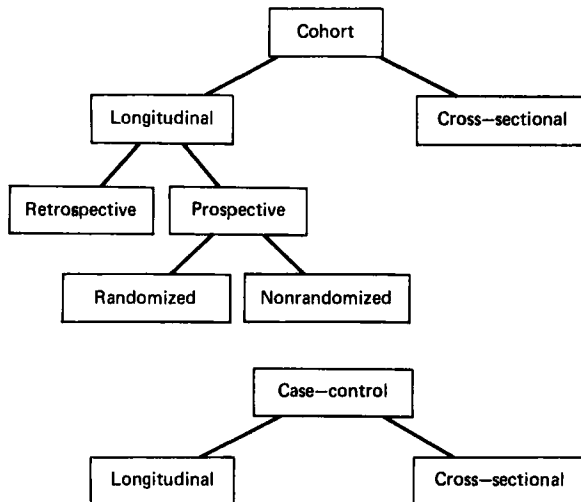 Cohort
Longitudinal
Cross—sectional
Retrospective
Prospective
Randomized
Nonrandomized
Case—control
Longitudinal
Cross—sectional